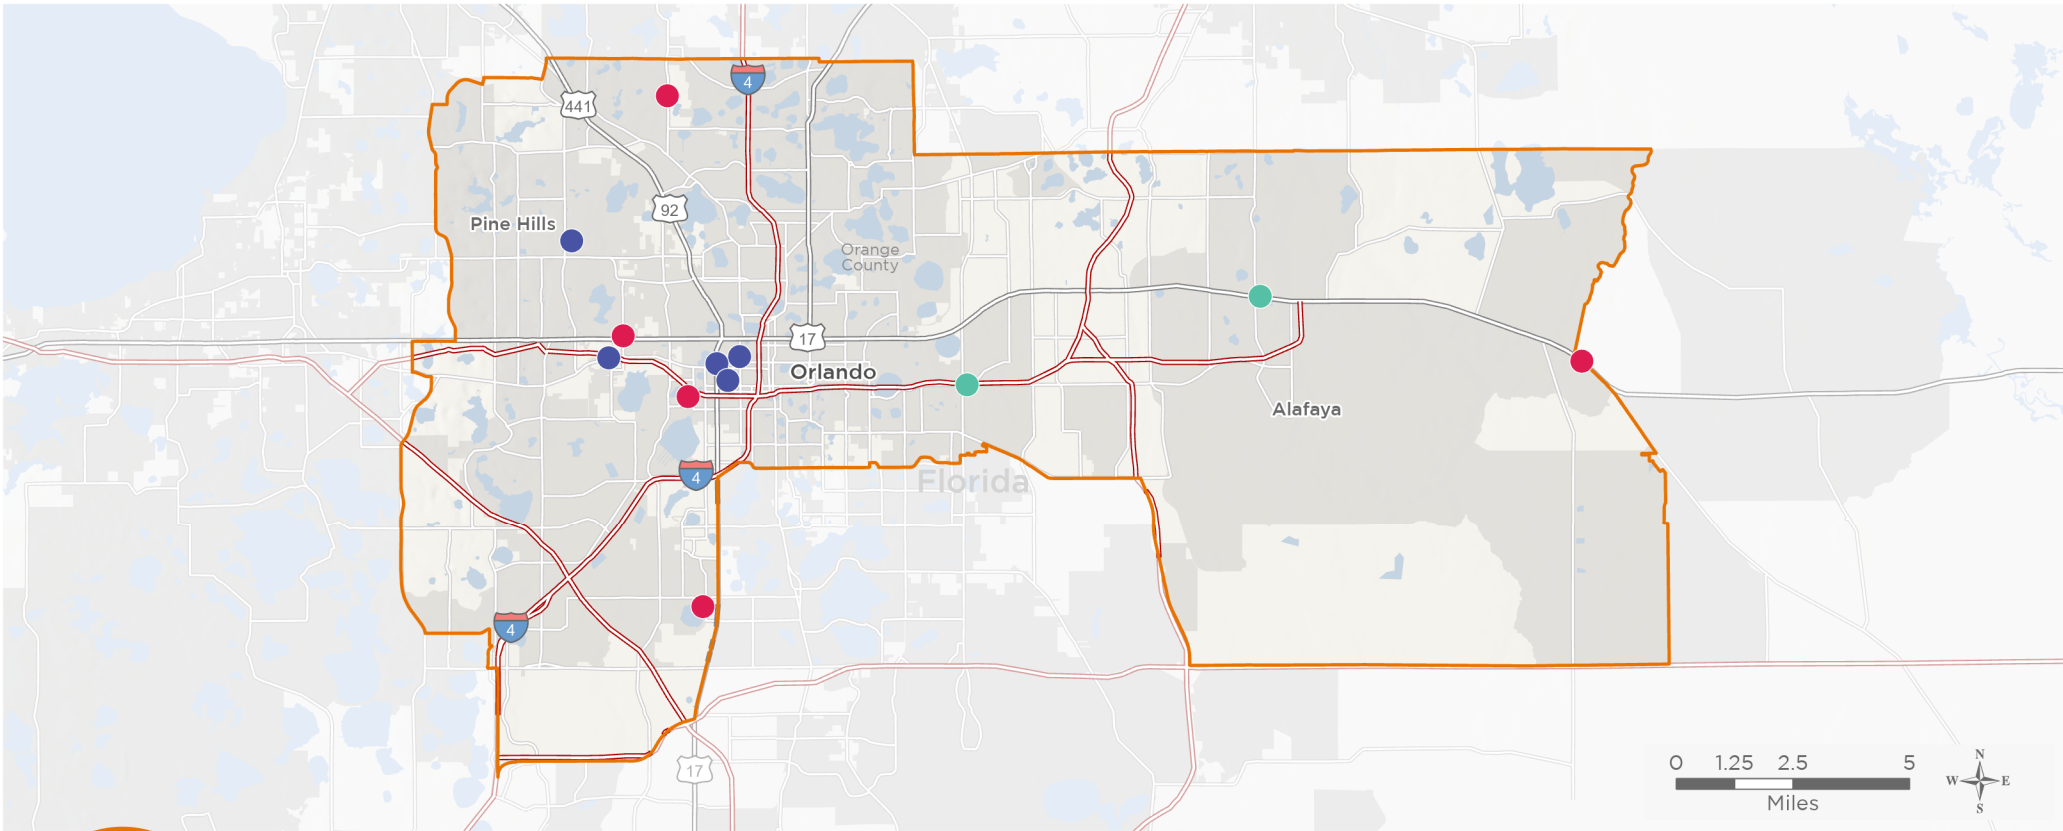 4
441
92
Pine Hills
Orange
County
17
Orlando
Alafaya
4
Florida
4
17
0 1.25 2.5 5
Miles
N
W E
S